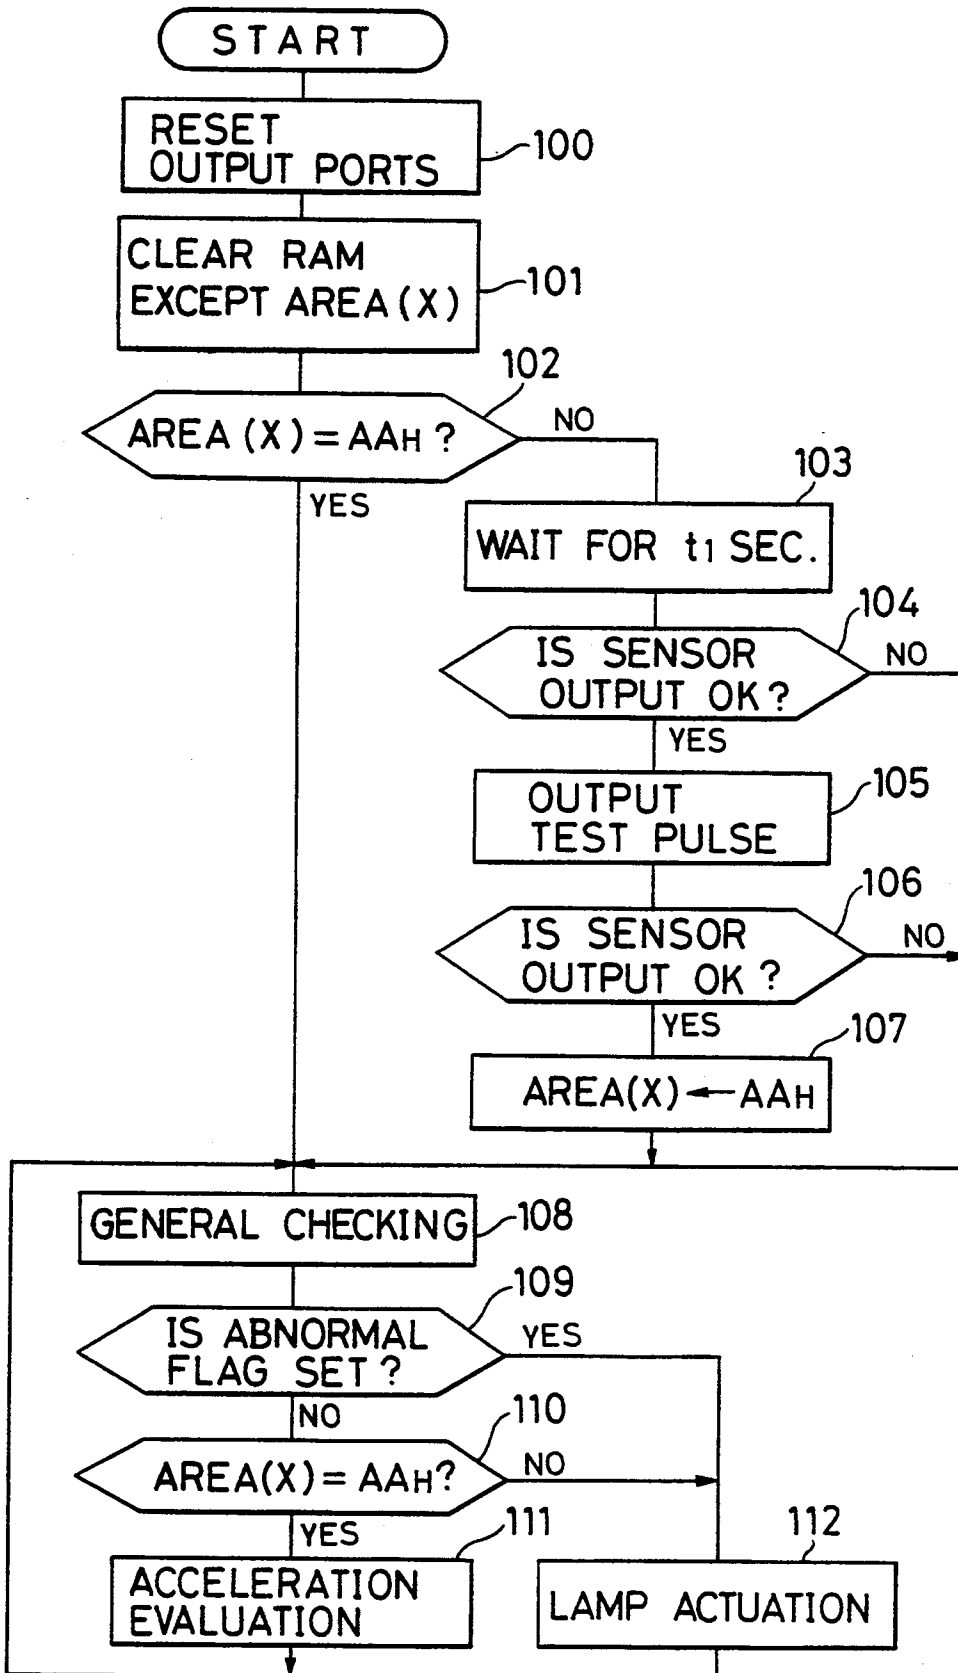 START
RESET
OUTPUT PORTS
100
CLEAR RAM
EXCEPT AREA(X)
101
102
AREA (X) = AAH ?
NO
YES
103
WAIT FOR t1 SEC.
104
IS SENSOR
OUTPUT OK ?
NO
YES
105
OUTPUT
TEST PULSE
106
IS SENSOR
OUTPUT OK ?
NO
YES
107
AREA(X) ← AAH
GENERAL CHECKING
108
109
IS ABNORMAL
FLAG SET ?
YES
NO
110
AREA(X) = AAH?
NO
YES
111
ACCELERATION
EVALUATION
112
LAMP ACTUATION